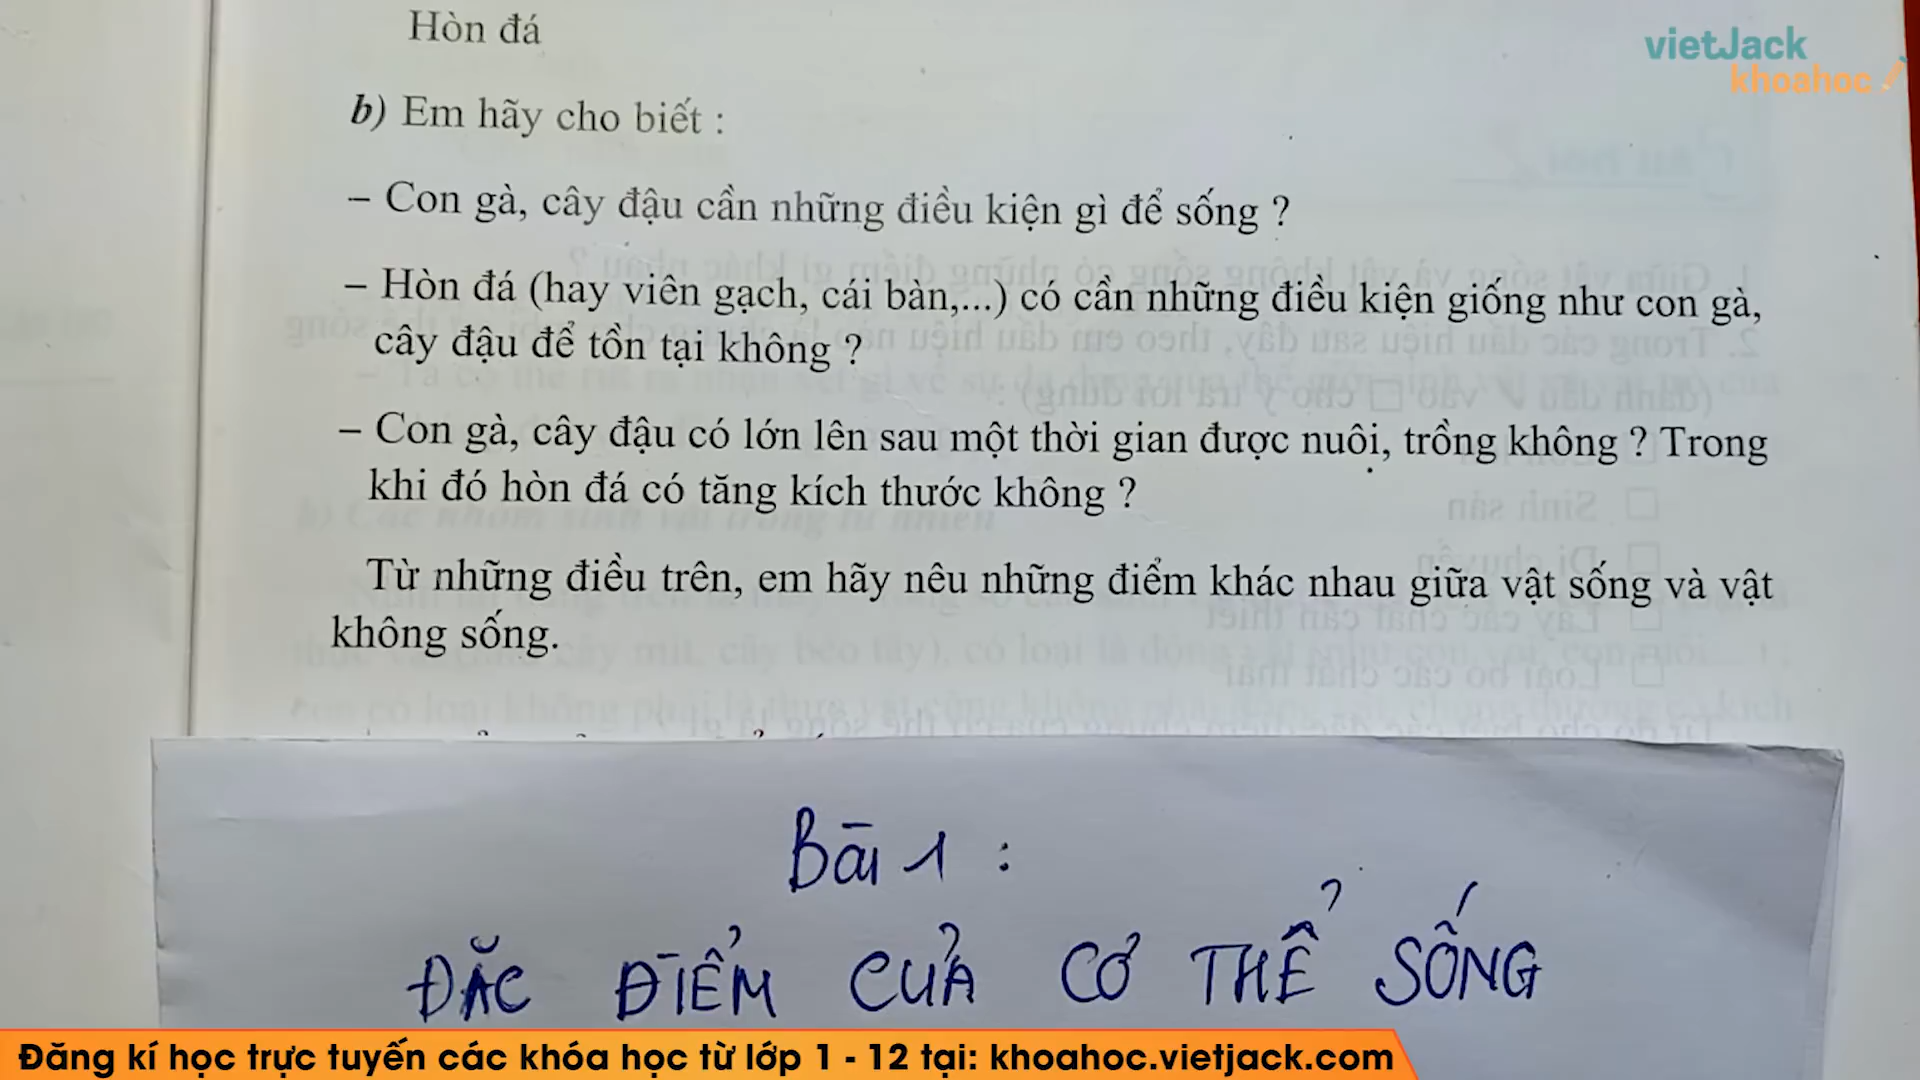 Hòn đá
vietJack
khoahoc
b) Em hãy cho biết :
– Con gà, cây đậu cần những điều kiện gì để sống ?
– Hòn đá (hay viên gạch, cái bàn,...) có cần những điều kiện giống như con gà,
cây đậu để tồn tại không ?
– Con gà, cây đậu có lớn lên sau một thời gian được nuôi, trồng không ? Trong
khi đó hòn đá có tăng kích thước không ?
Từ những điều trên, em hãy nêu những điểm khác nhau giữa vật sống và vật
không sống.
Bài 1 :
ĐẶC ĐIỂM CỦA CƠ THỂ SỐNG
Đăng kí học trực tuyến các khóa học từ lớp 1 - 12 tại: khoahoc.vietjack.com